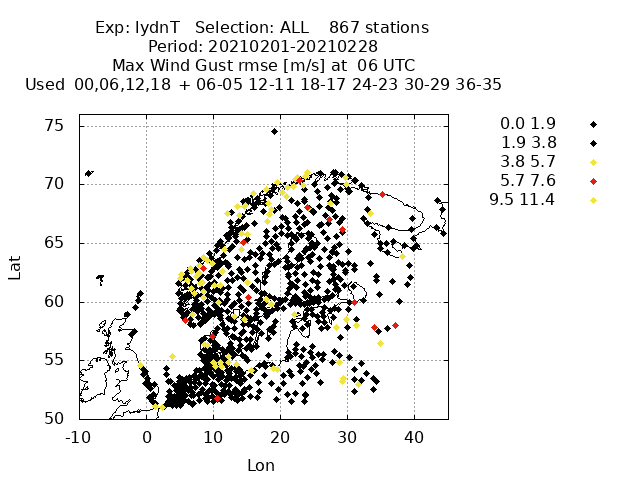 Exp: lydnT   Selection: ALL    867 stations
Period: 20210201-20210228
Max Wind Gust rmse [m/s] at  06 UTC
Used  00,06,12,18  + 06-05 12-11 18-17 24-23 30-29 36-35
0.0 1.9
1.9 3.8
3.8 5.7
5.7 7.6
9.5 11.4
75
70
65
60
55
50
Lat
-10 0 10 20 30 40
Lon